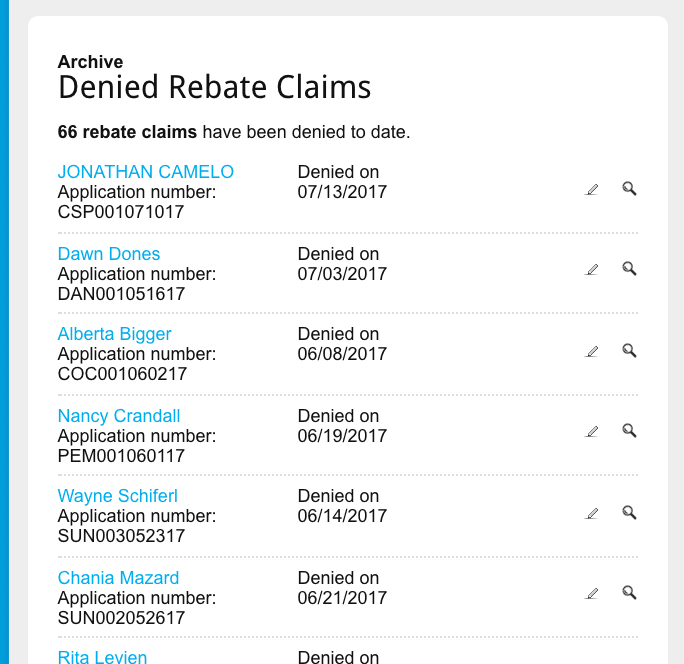 Archive
Denied Rebate Claims
66 rebate claims have been denied to date.
JONATHAN CAMELO
Application number:
CSP001071017
Denied on
07/13/2017
Dawn Dones
Application number:
DAN001051617
Denied on
07/03/2017
Alberta Bigger
Application number:
COC001060217
Denied on
06/08/2017
Nancy Crandall
Application number:
PEM001060117
Denied on
06/19/2017
Wayne Schiferl
Application number:
SUN003052317
Denied on
06/14/2017
Chania Mazard
Application number:
SUN002052617
Denied on
06/21/2017
Rita Levien
Denied on